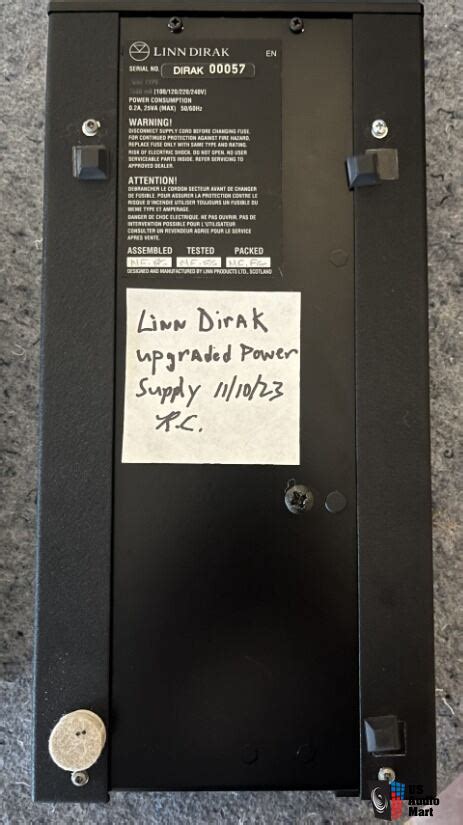 LINN DIRAK
EN
SERIAL NO. DIRAK 00057
(100/120/220/240V)
POWER CONSUMPTION
0.2A, 25VA (MAX) 50/60Hz
WARNING!
DISCONNECT SUPPLY CORD BEFORE CHANGING FUSE.
FOR CONTINUED PROTECTION AGAINST FIRE HAZARD,
REPLACE FUSE ONLY WITH SAME TYPE AND RATING.
RISK OF ELECTRIC SHOCK. DO NOT OPEN. NO USER
SERVICEABLE PARTS INSIDE. REFER SERVICING TO
APPROVED DEALER.
ATTENTION!
DEBRANCHER LE CORDON SECTEUR AVANT DE CHANGER
DE FUSIBLE. POUR ASSURER LA PROTECTION CONTRE LE
RISQUE D'INCENDIE UTILISER TOUJOURS UN FUSIBLE DU
MEME TYPE ET AMPERAGE.
DANGER DE CHOC ELECTRIQUE. NE PAS OUVRIR. PAS DE
INTERVENTION POSSIBLE POUR L'UTILISATEUR
CONSULTER UN REVENDEUR AGREE POUR LE SERVICE
APRES VENTE.
ASSEMBLED TESTED PACKED
DESIGNED AND MANUFACTURED BY LINN PRODUCTS LTD, SCOTLAND
Linn Dirak
upgraded Power
Supply 11/10/23
R.C.
US
Audio
Mart